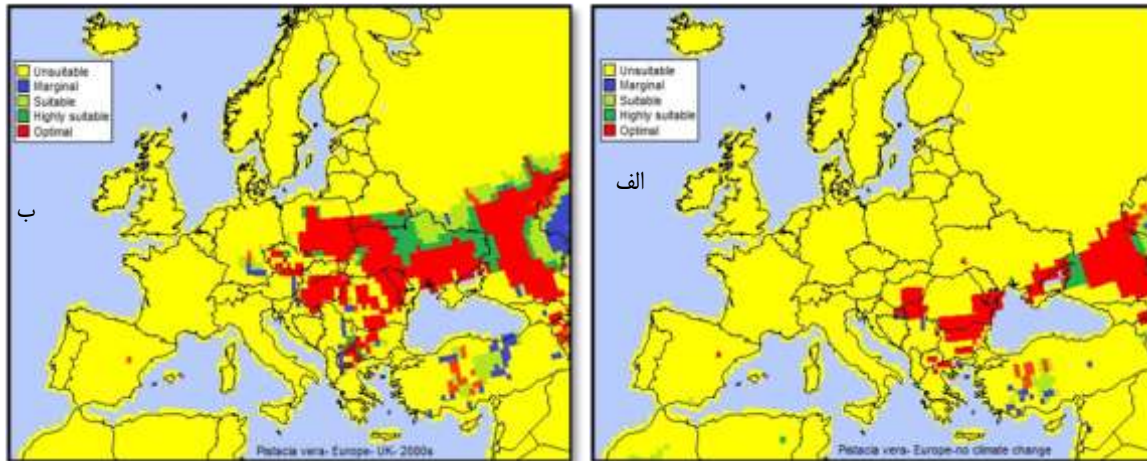 Unsuitable
Marginal
Suitable
Highly suitable
Optimal
ب
Pistacia vera- Europe- UK- 2000s
Unsuitable
Marginal
Suitable
Highly suitable
Optimal
الف
Pistacia vera- Europe-no climate change